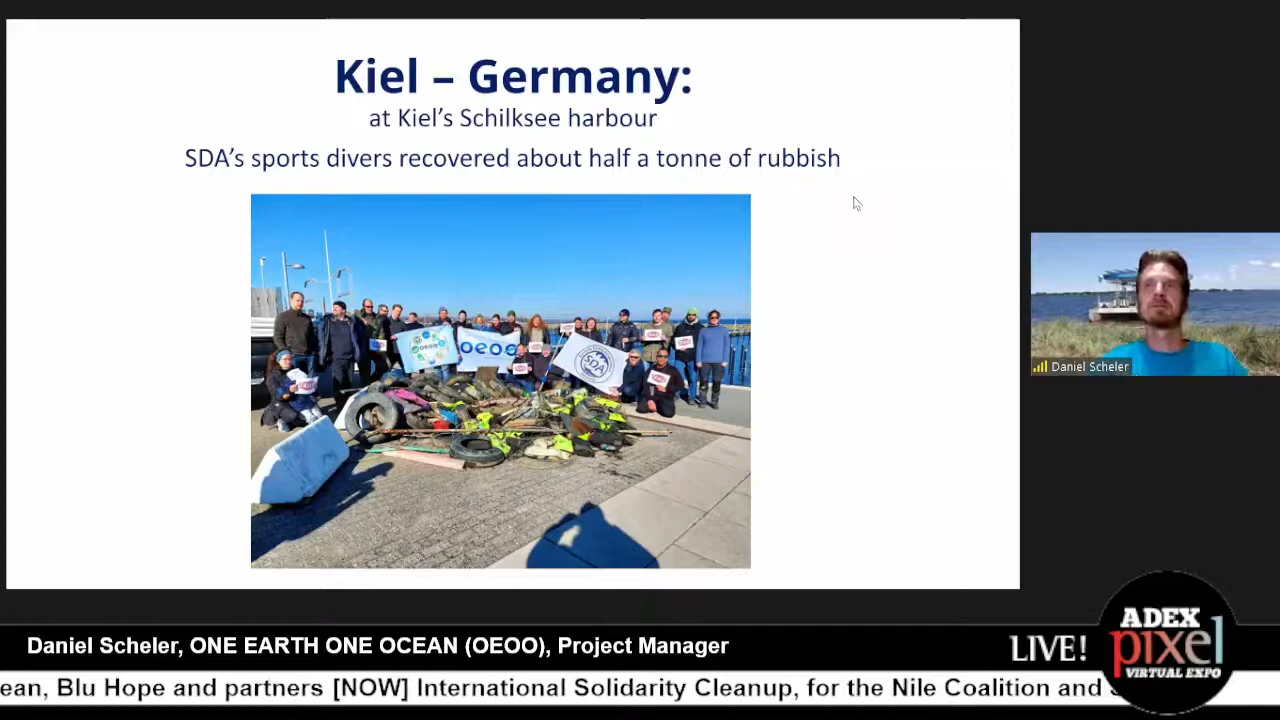 Kiel – Germany:
at Kiel's Schilksee harbour
SDA's sports divers recovered about half a tonne of rubbish
oeoo
oeoo
SDA
Daniel Scheler
Daniel Scheler, ONE EARTH ONE OCEAN (OEOO), Project Manager
LIVE!
ADEX
pixel
VIRTUAL EXPO
ean, Blu Hope and partners [NOW] International Solidarity Cleanup, for the Nile Coalition and S